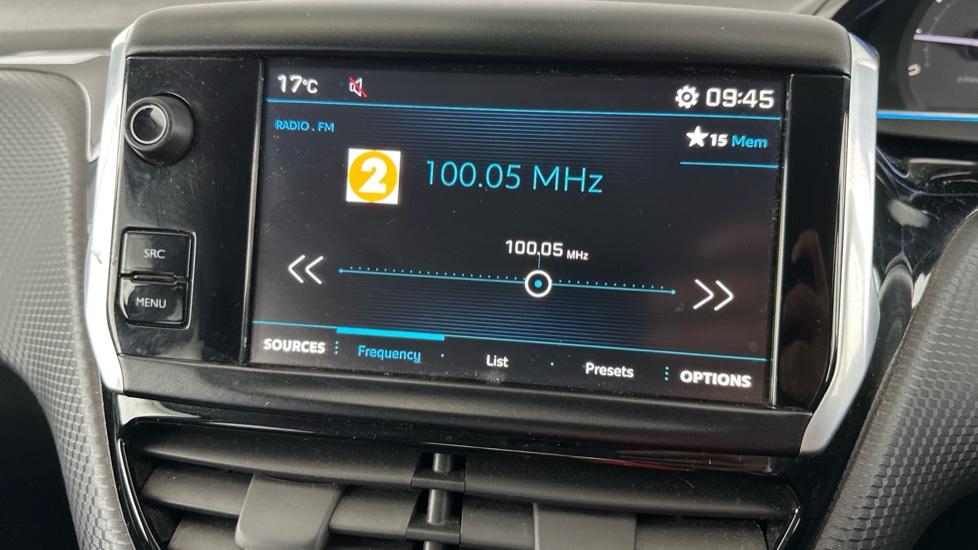 17°C 09:45
RADIO . FM
15 Mem
2 100.05 MHz
SRC
100.05 MHz
MENU
SOURCES Frequency List Presets OPTIONS
5